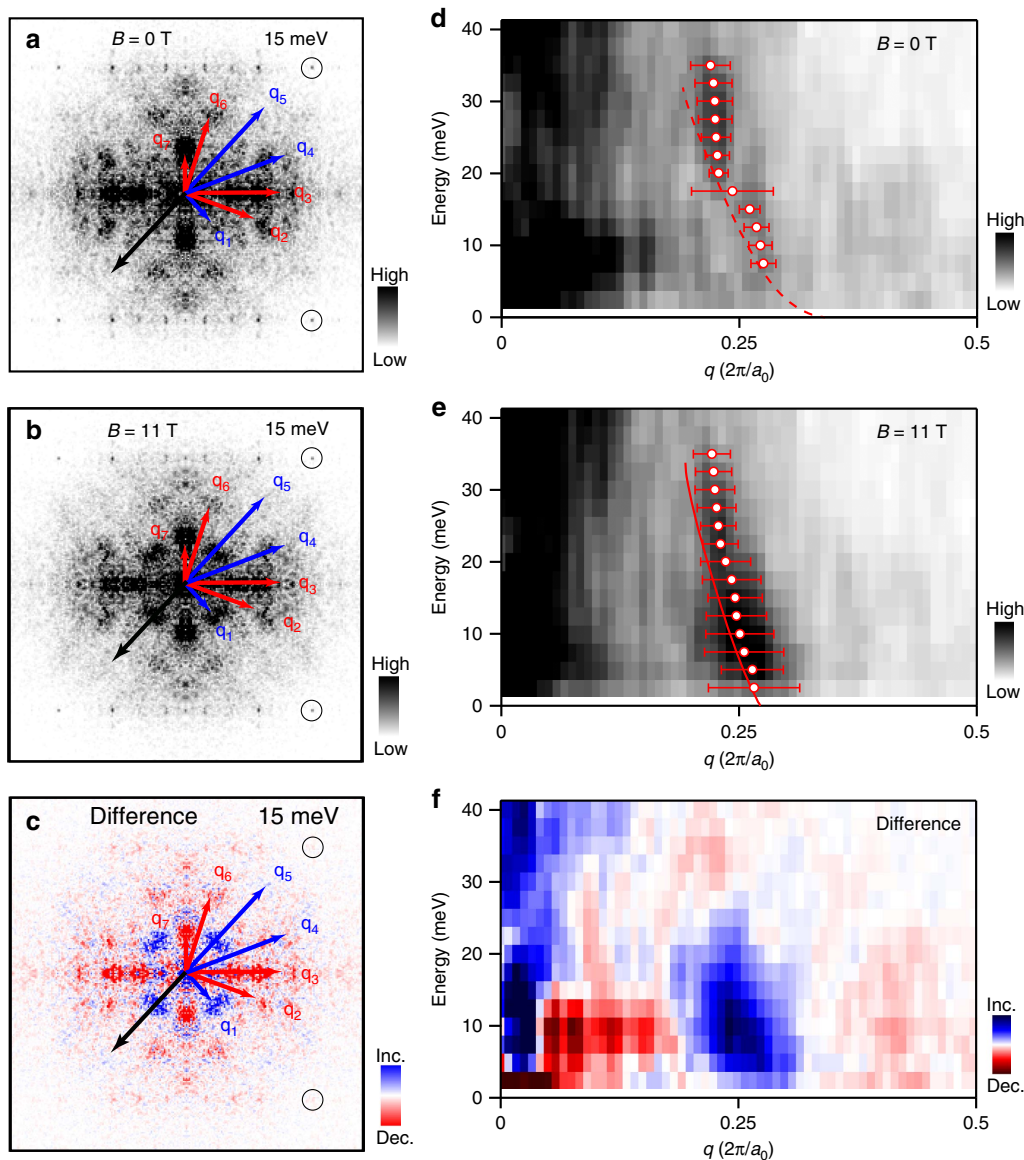 a
B = 0 T
15 meV
q5
q6
q7
q4
q3
q2
q1
High
Low
b
B = 11 T
15 meV
q6
q5
q7
q4
q3
q2
q1
High
Low
c
Difference
15 meV
q6
q5
q7
q4
q3
q2
q1
Inc.
Dec.
d
B = 0 T
Energy (meV)
40
30
20
10
0
0
0.25
0.5
q (2π/a0)
High
Low
e
B = 11 T
Energy (meV)
40
30
20
10
0
0
0.25
0.5
q (2π/a0)
High
Low
f
Difference
Energy (meV)
40
30
20
10
0
0
0.25
0.5
q (2π/a0)
Inc.
Dec.